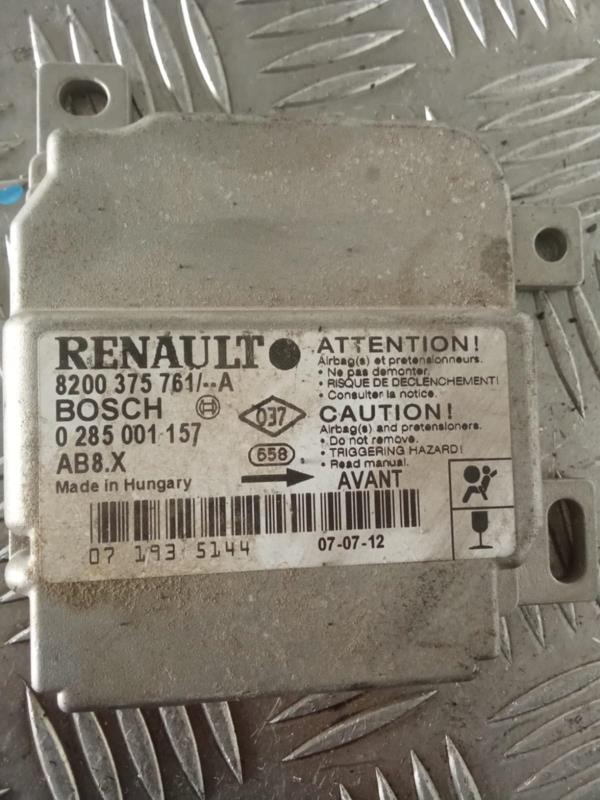 RENAULT
8200 375 761/--A
BOSCH
0 285 001 157
AB8.X
Made in Hungary
037
558
AVANT
ATTENTION!
Airbag(s) et pretensionneurs.
• Ne pas demonter.
• RISQUE DE DECLENCHEMENT!
• Consulter la notice.
CAUTION!
Airbag(s) and pretensioners.
• Do not remove.
• TRIGGERING HAZARD!
• Read manual.
07 193 5144
07-07-12